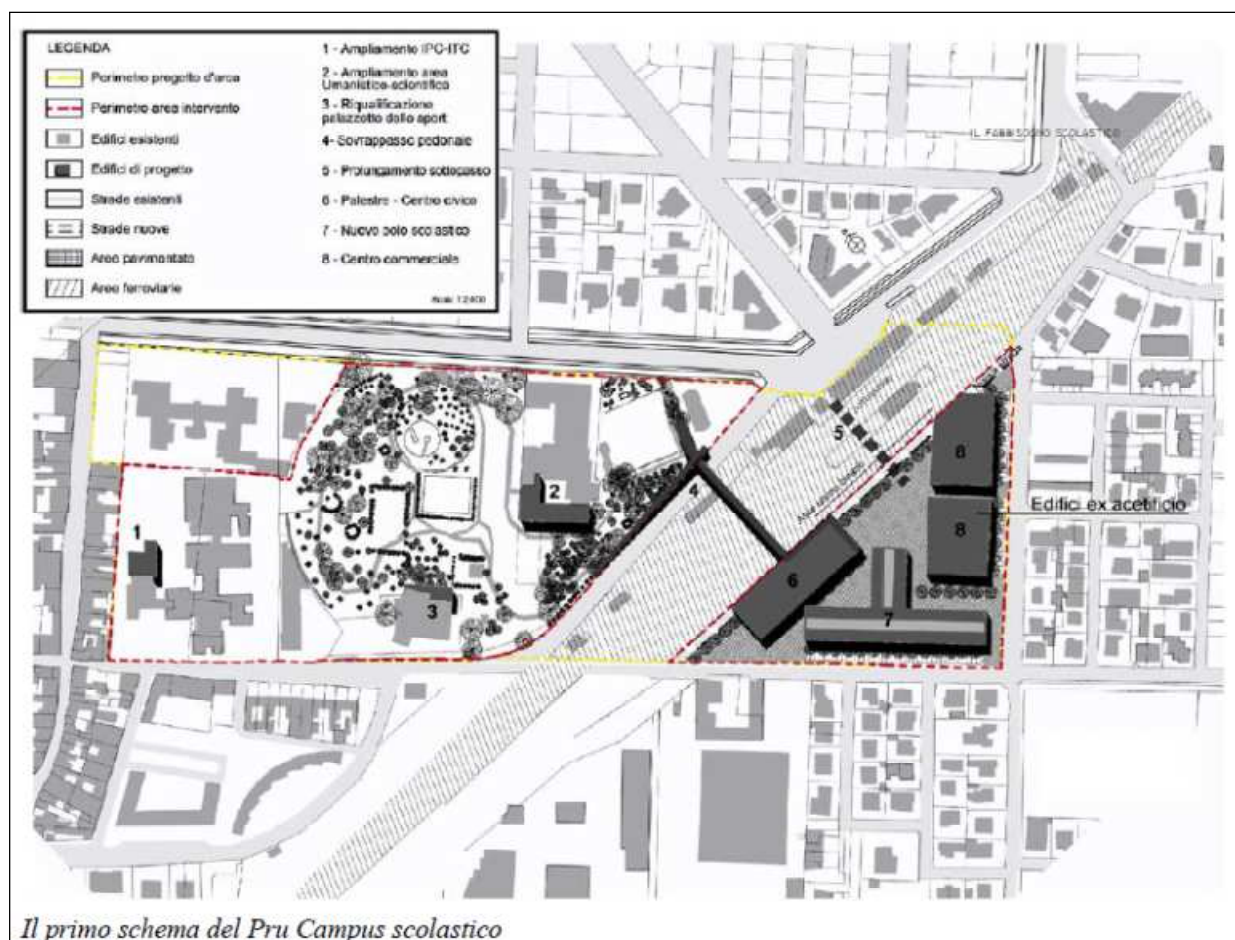 LEGENDA
Perimetro progetto d'area
Perimetro area intervento
Edifici esistenti
Edifici di progetto
Strade esistenti
Strade nuove
Area pavimentata
Aree ferroviarie
1 - Ampliamento IPC-ITC
2 - Ampliamento area
Umanistico-scientifica
3 - Riqualificazione
palazzetto dello sport
4- Sovrappasso pedonale
5 - Prolungamento sottopasso
6 - Palestre - Centro civico
7 - Nuovo polo scolastico
8 - Centro commerciale
IL FABBISOGNO SCOLASTICO
1
2
3
4
5
6
7
8
8
Edifici ex acetificio
Il primo schema del Pru Campus scolastico